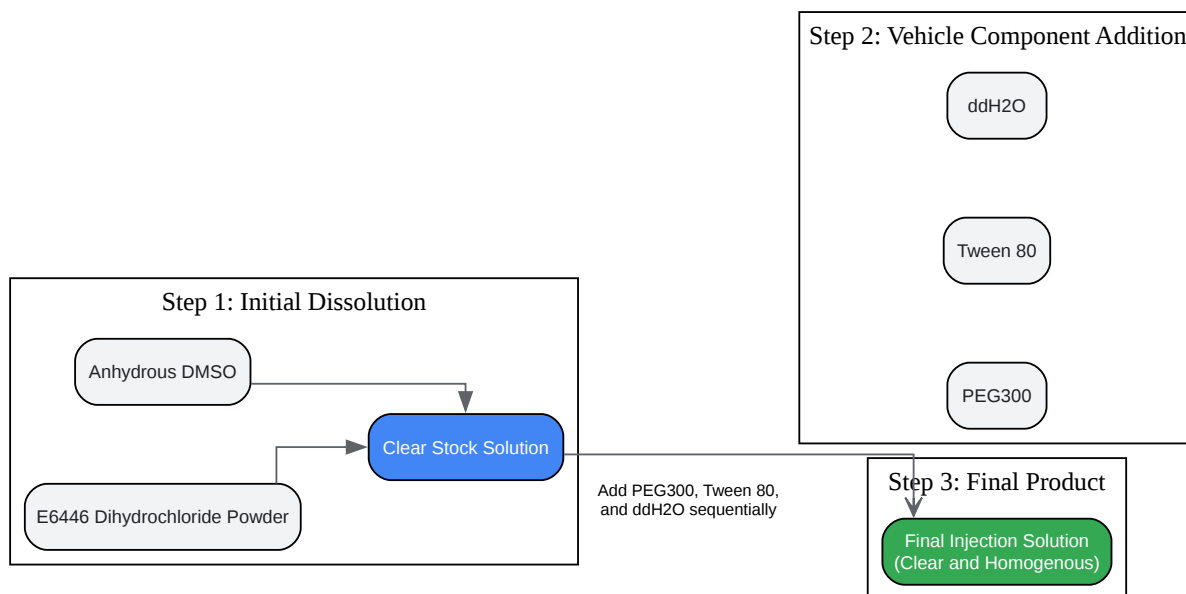 Step 2: Vehicle Component Addition
ddH2O
Tween 80
PEG300
Step 1: Initial Dissolution
Anhydrous DMSO
Clear Stock Solution
E6446 Dihydrochloride Powder
Add PEG300, Tween 80,
and ddH2O sequentially
Step 3: Final Product
Final Injection Solution
(Clear and Homogenous)